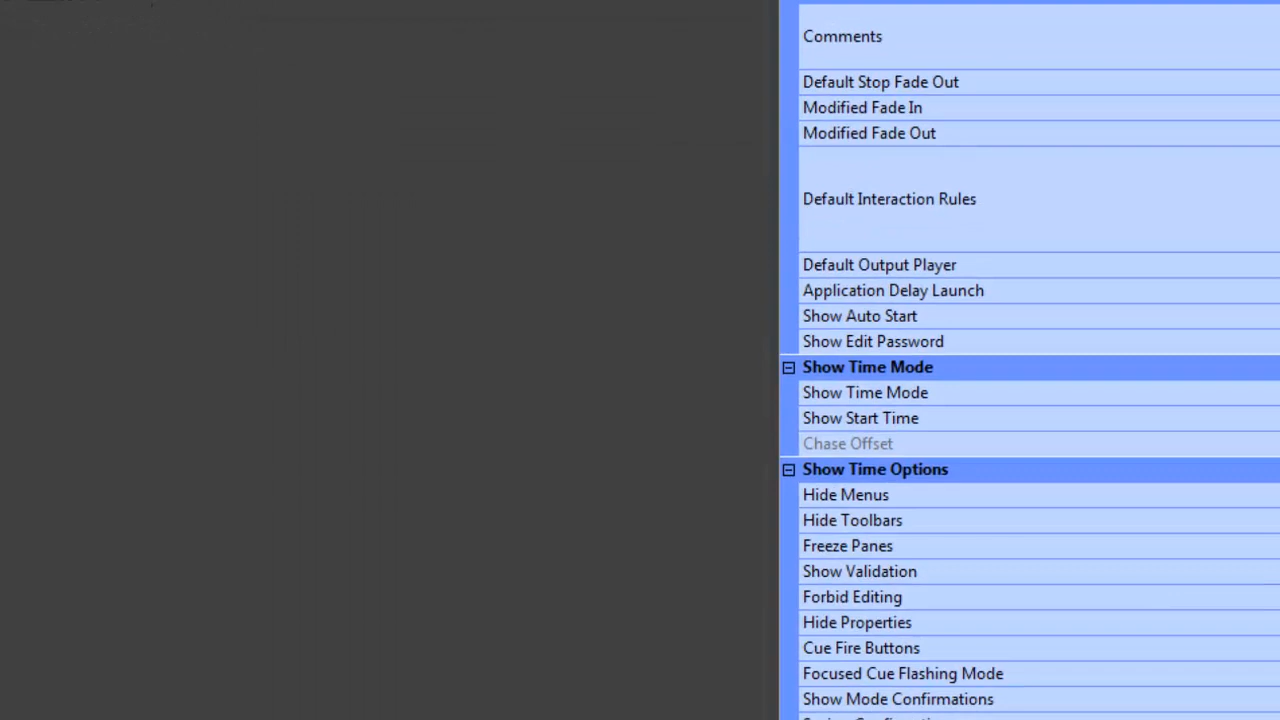 Comments
Default Stop Fade Out
Modified Fade In
Modified Fade Out
Default Interaction Rules
Default Output Player
Application Delay Launch
Show Auto Start
Show Edit Password
Show Time Mode
Show Time Mode
Show Start Time
Chase Offset
Show Time Options
Hide Menus
Hide Toolbars
Freeze Panes
Show Validation
Forbid Editing
Hide Properties
Cue Fire Buttons
Focused Cue Flashing Mode
Show Mode Confirmations